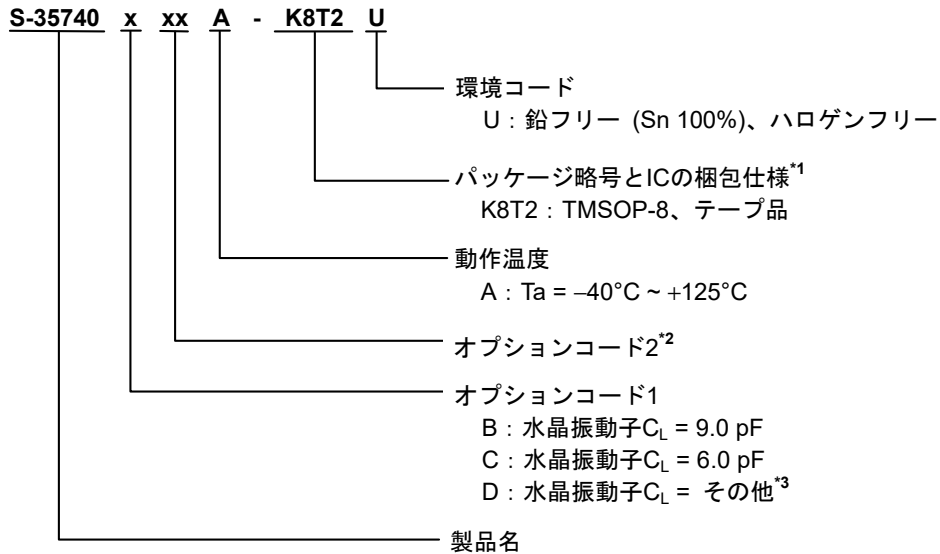 S-35740 x xx A - K8T2 U
環境コード
U：鉛フリー (Sn 100%)、ハロゲンフリー
パッケージ略号とICの梱包仕様*1
K8T2：TMSOP-8、テープ品
動作温度
A：Ta = −40°C ~ +125°C
オプションコード2*2
オプションコード1
B：水晶振動子CL = 9.0 pF
C：水晶振動子CL = 6.0 pF
D：水晶振動子CL = その他*3
製品名